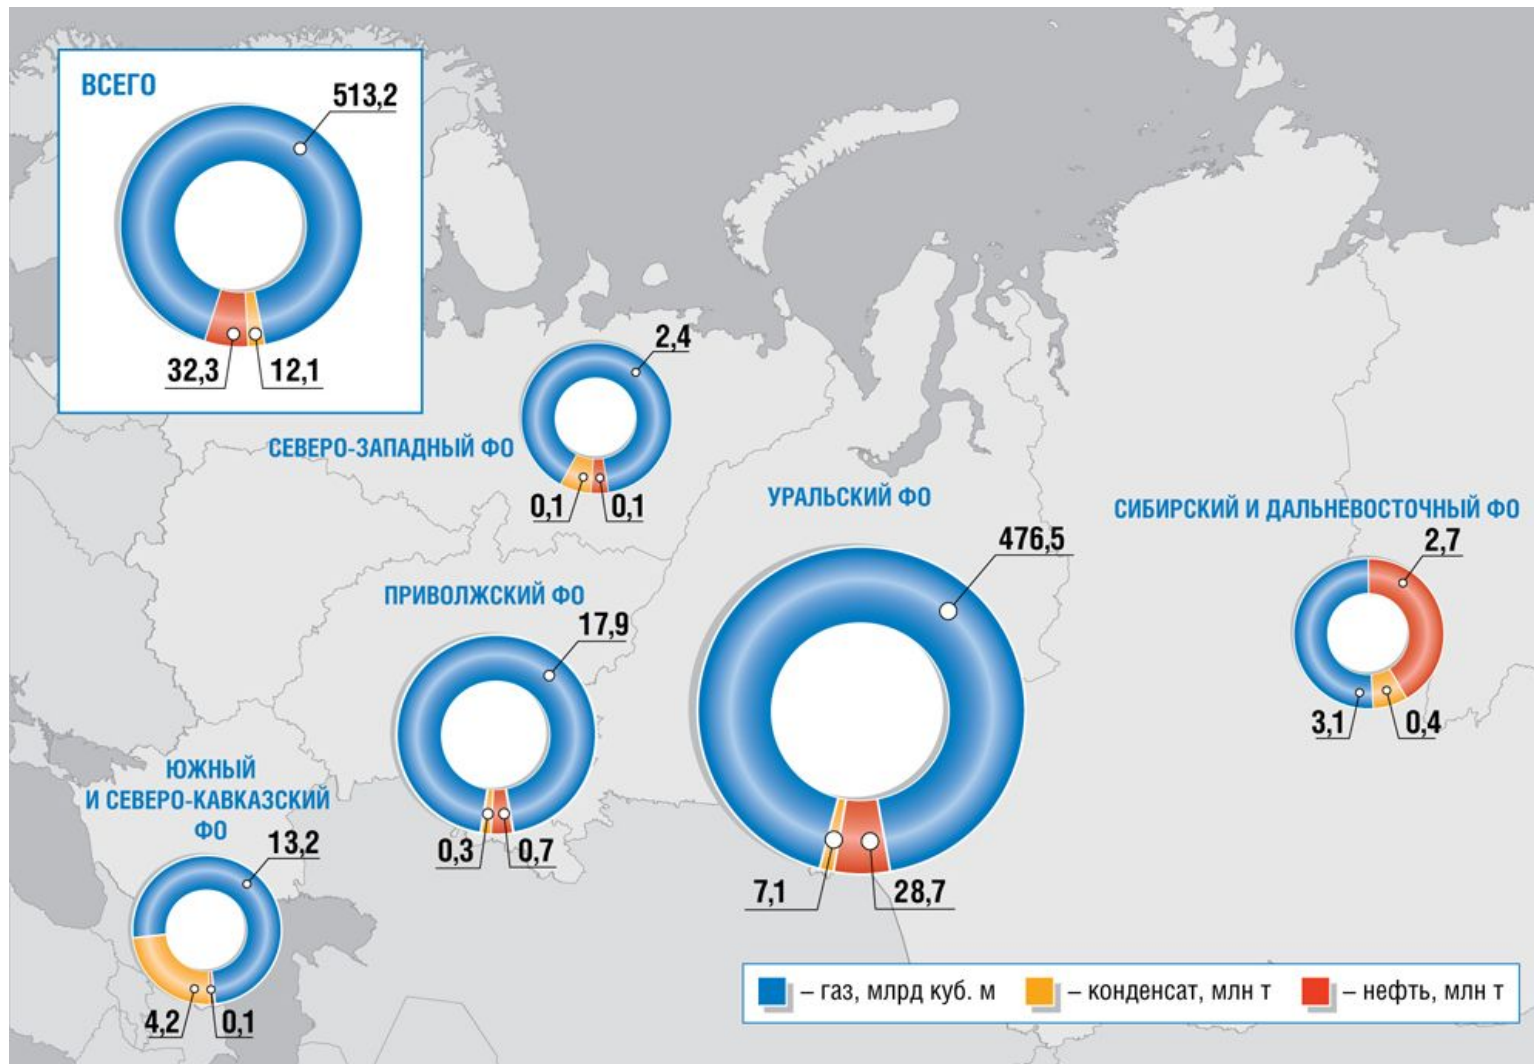 ВСЕГО
513,2
32,3
12,1
2,4
СЕВЕРО-ЗАПАДНЫЙ ФО
0,1
0,1
УРАЛЬСКИЙ ФО
476,5
7,1
28,7
СИБИРСКИЙ И ДАЛЬНЕВОСТОЧНЫЙ ФО
2,7
3,1
0,4
ПРИВОЛЖСКИЙ ФО
17,9
0,3
0,7
ЮЖНЫЙ
И СЕВЕРО-КАВКАЗСКИЙ
ФО
13,2
4,2
0,1
– газ, млрд куб. м – конденсат, млн т – нефть, млн т